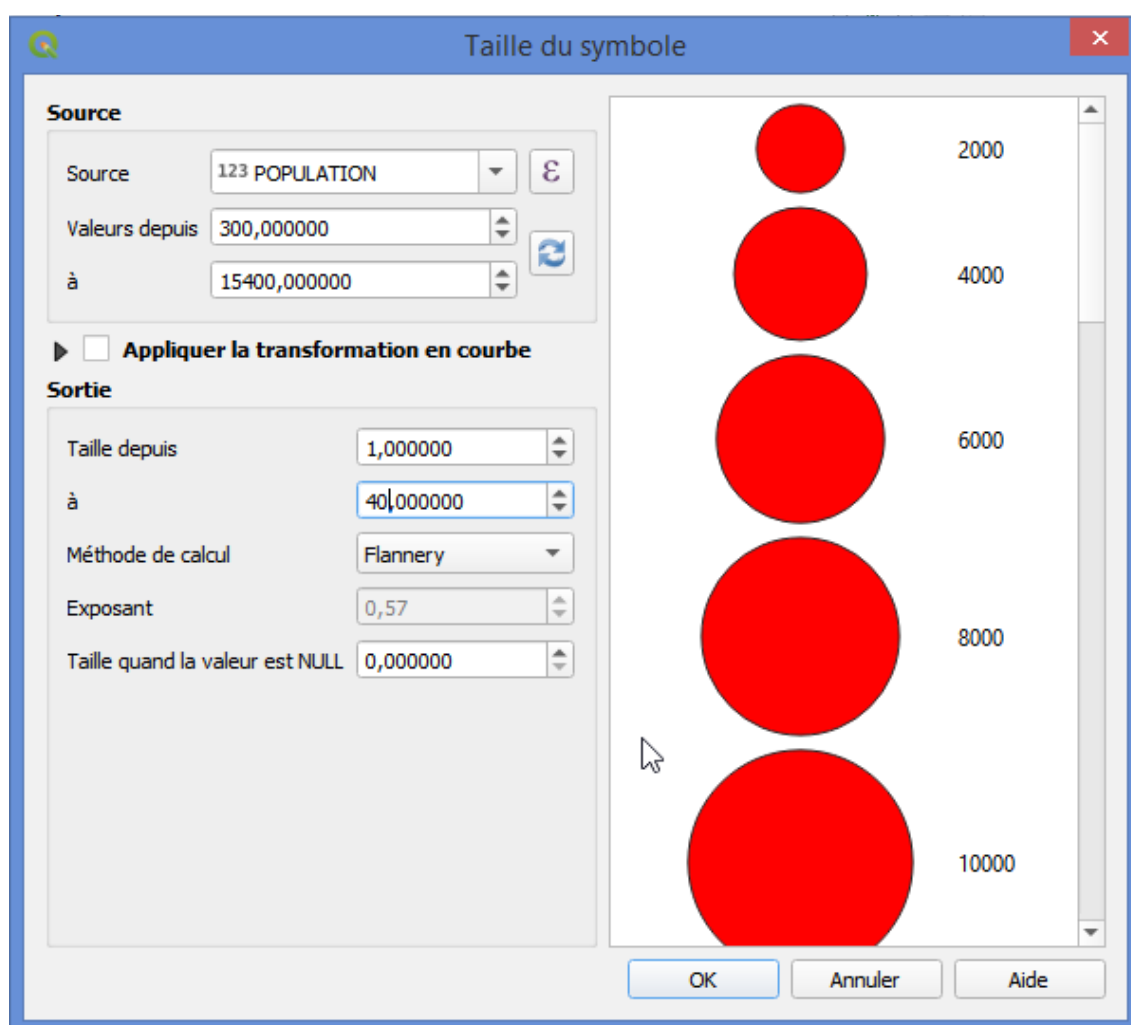 Taille du symbole
Source
Source 123 POPULATION ε
Valeurs depuis 300,000000
à 15400,000000
Appliquer la transformation en courbe
Sortie
Taille depuis 1,000000
à 40,000000
Méthode de calcul Flannery
Exposant 0,57
Taille quand la valeur est NULL 0,000000
2000
4000
6000
8000
10000
OK Annuler Aide